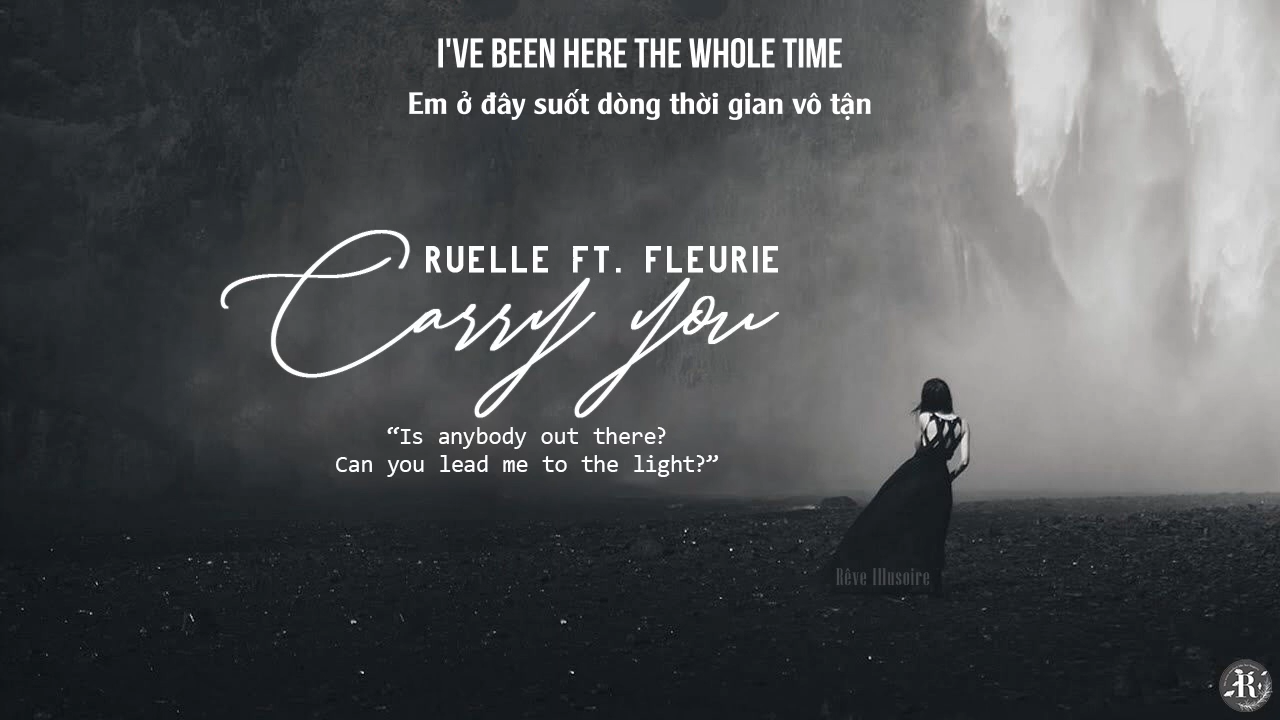 I'VE BEEN HERE THE WHOLE TIME
Em ở đây suốt dòng thời gian vô tận
RUELLE FT. FLEURIE
Carry you
“Is anybody out there?
Can you lead me to the light?”
Rêve Illusoire
R